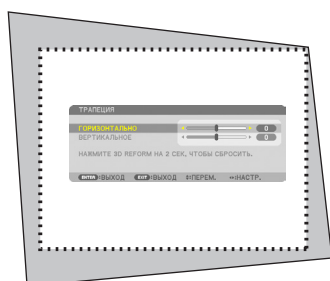 ТРАПЕЦИЯ
ГОРИЗОНТАЛЬНО 0
ВЕРТИКАЛЬНОЕ 0
НАЖМИТЕ 3D REFORM НА 2 СЕК, ЧТОБЫ СБРОСИТЬ.
ENTER :ВЫХОД EXIT :ВЫХОД ↕:ПЕРЕМ. ↔:НАСТР.